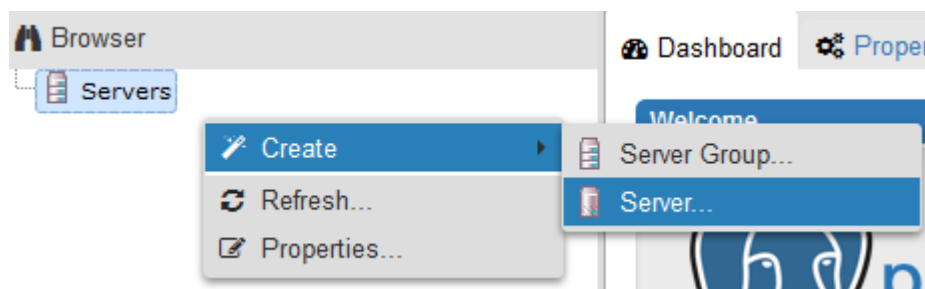 Browser
Dashboard
Servers
Create
Server Group...
Refresh...
Server...
Properties...